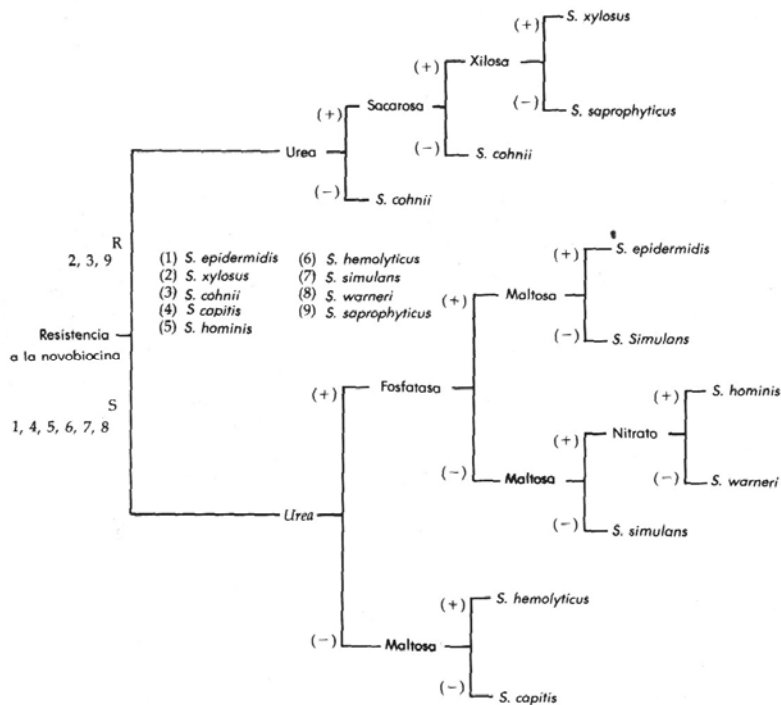 (+) S. xylosus
(+) Xilosa
(-) S. saprophyticus
(+) Sacarosa
(-) S. cohnii
Urea
(-) S. cohnii
R
2, 3, 9
(1) S. epidermidis
(2) S. xylosus
(3) S. cohnii
(4) S capitis
(5) S. hominis
(6) S. hemolyticus
(7) S. simulans
(8) S. warneri
(9) S. saprophyticus
Resistencia
a la novobiocina
S
1, 4, 5, 6, 7, 8
(+) S. epidermidis
(+) Maltosa
(-) S. Simulans
(+) Fosfatasa
(+) S. hominis
(+) Nitrato
(-) Maltosa
(-) S. warneri
(-) S. simulans
Urea
(+) S. hemolyticus
(-) Maltosa
(-) S. capitis